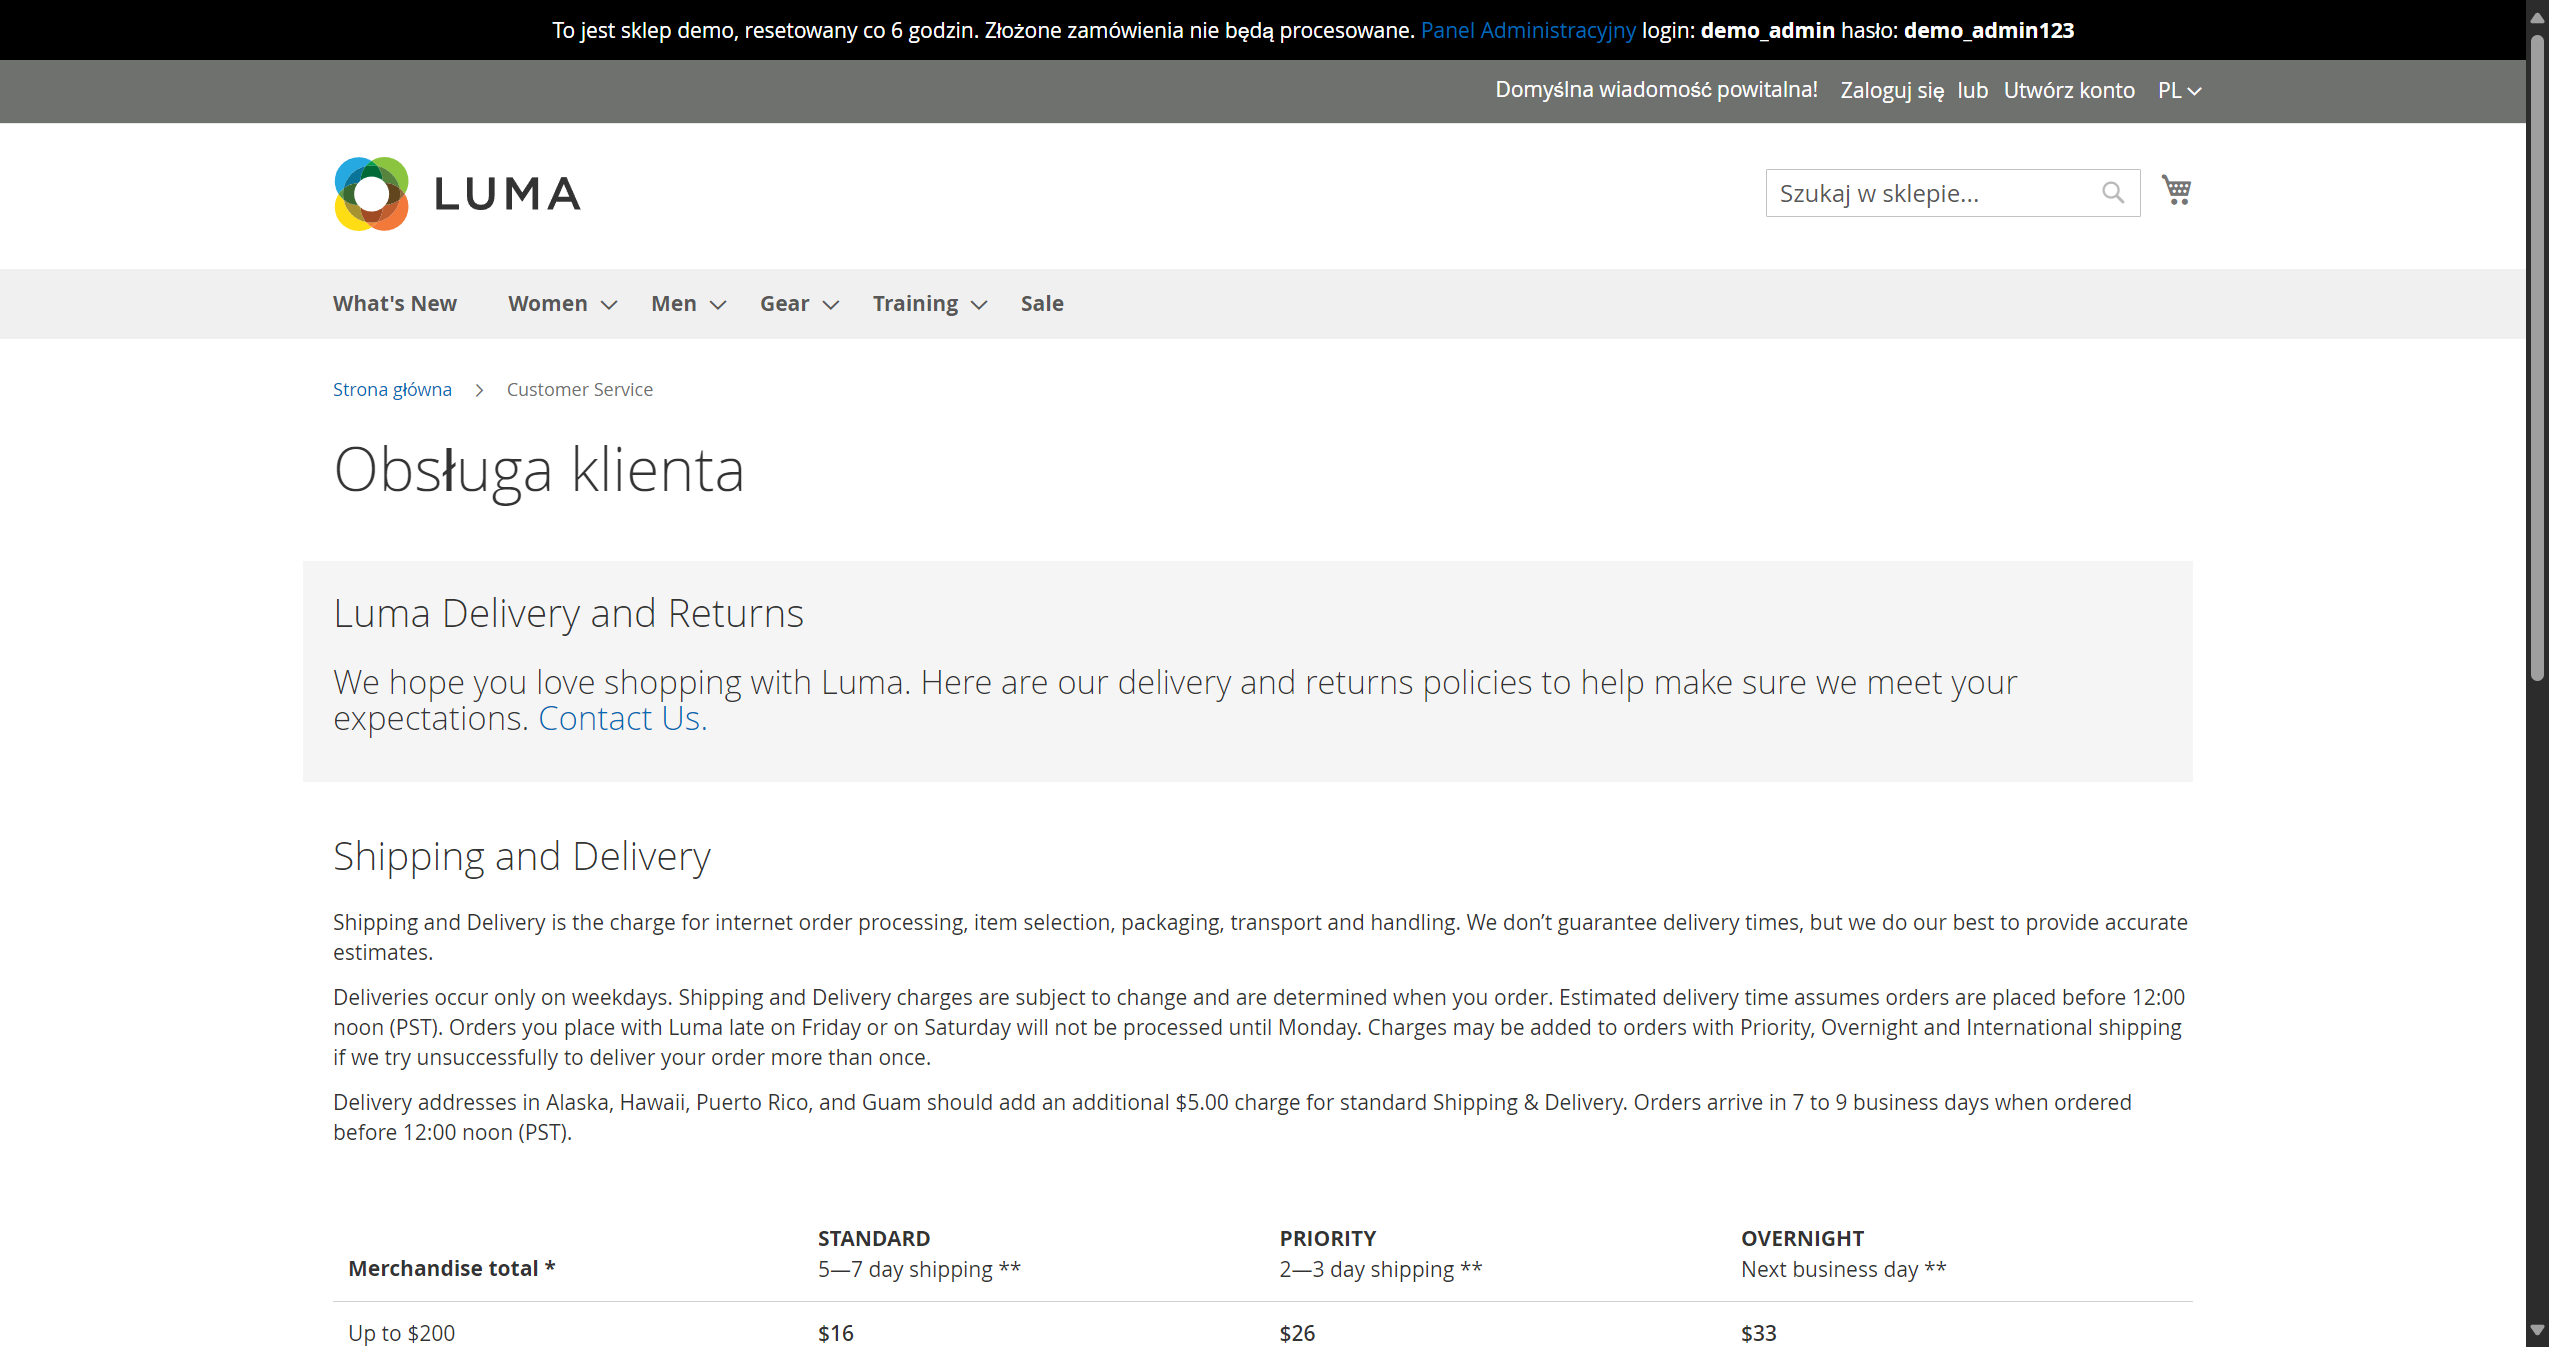 To jest sklep demo, resetowany co 6 godzin. Złożone zamówienia nie będą procesowane. Panel Administracyjny login: demo_admin hasło: demo_admin123
Domyślna wiadomość powitalna! Zaloguj się lub Utwórz konto PL
LUMA
Szukaj w sklepie...
What's New Women Men Gear Training Sale
Strona główna Customer Service
Obsługa klienta
Luma Delivery and Returns
We hope you love shopping with Luma. Here are our delivery and returns policies to help make sure we meet your
expectations. Contact Us.
Shipping and Delivery
Shipping and Delivery is the charge for internet order processing, item selection, packaging, transport and handling. We don’t guarantee delivery times, but we do our best to provide accurate
estimates.
Deliveries occur only on weekdays. Shipping and Delivery charges are subject to change and are determined when you order. Estimated delivery time assumes orders are placed before 12:00
noon (PST). Orders you place with Luma late on Friday or on Saturday will not be processed until Monday. Charges may be added to orders with Priority, Overnight and International shipping
if we try unsuccessfully to deliver your order more than once.
Delivery addresses in Alaska, Hawaii, Puerto Rico, and Guam should add an additional $5.00 charge for standard Shipping & Delivery. Orders arrive in 7 to 9 business days when ordered
before 12:00 noon (PST).
STANDARD PRIORITY OVERNIGHT
Merchandise total * 5—7 day shipping ** 2—3 day shipping ** Next business day **
Up to $200 $16 $26 $33